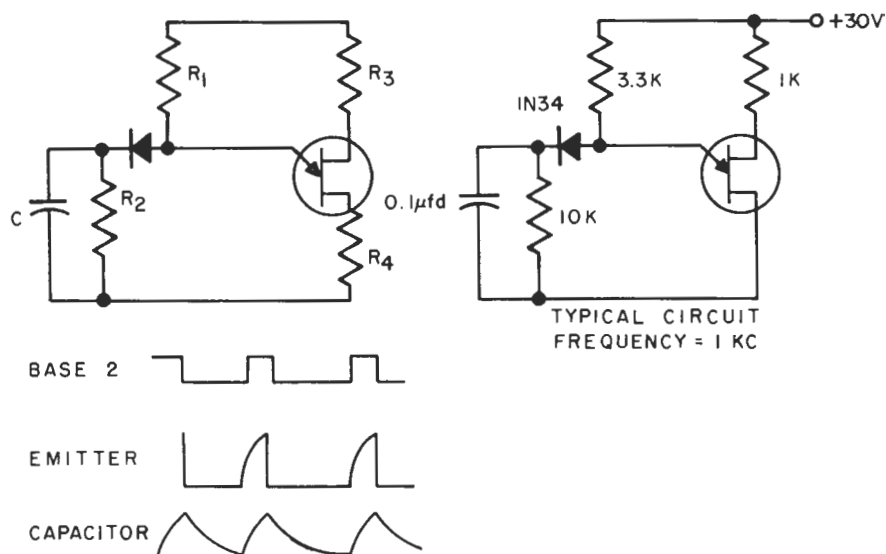 R1
R3
R2
C
R4
+30V
3.3K
1K
1N34
0.1μfd
10K
TYPICAL CIRCUIT
FREQUENCY = 1 KC
BASE 2
EMITTER
CAPACITOR